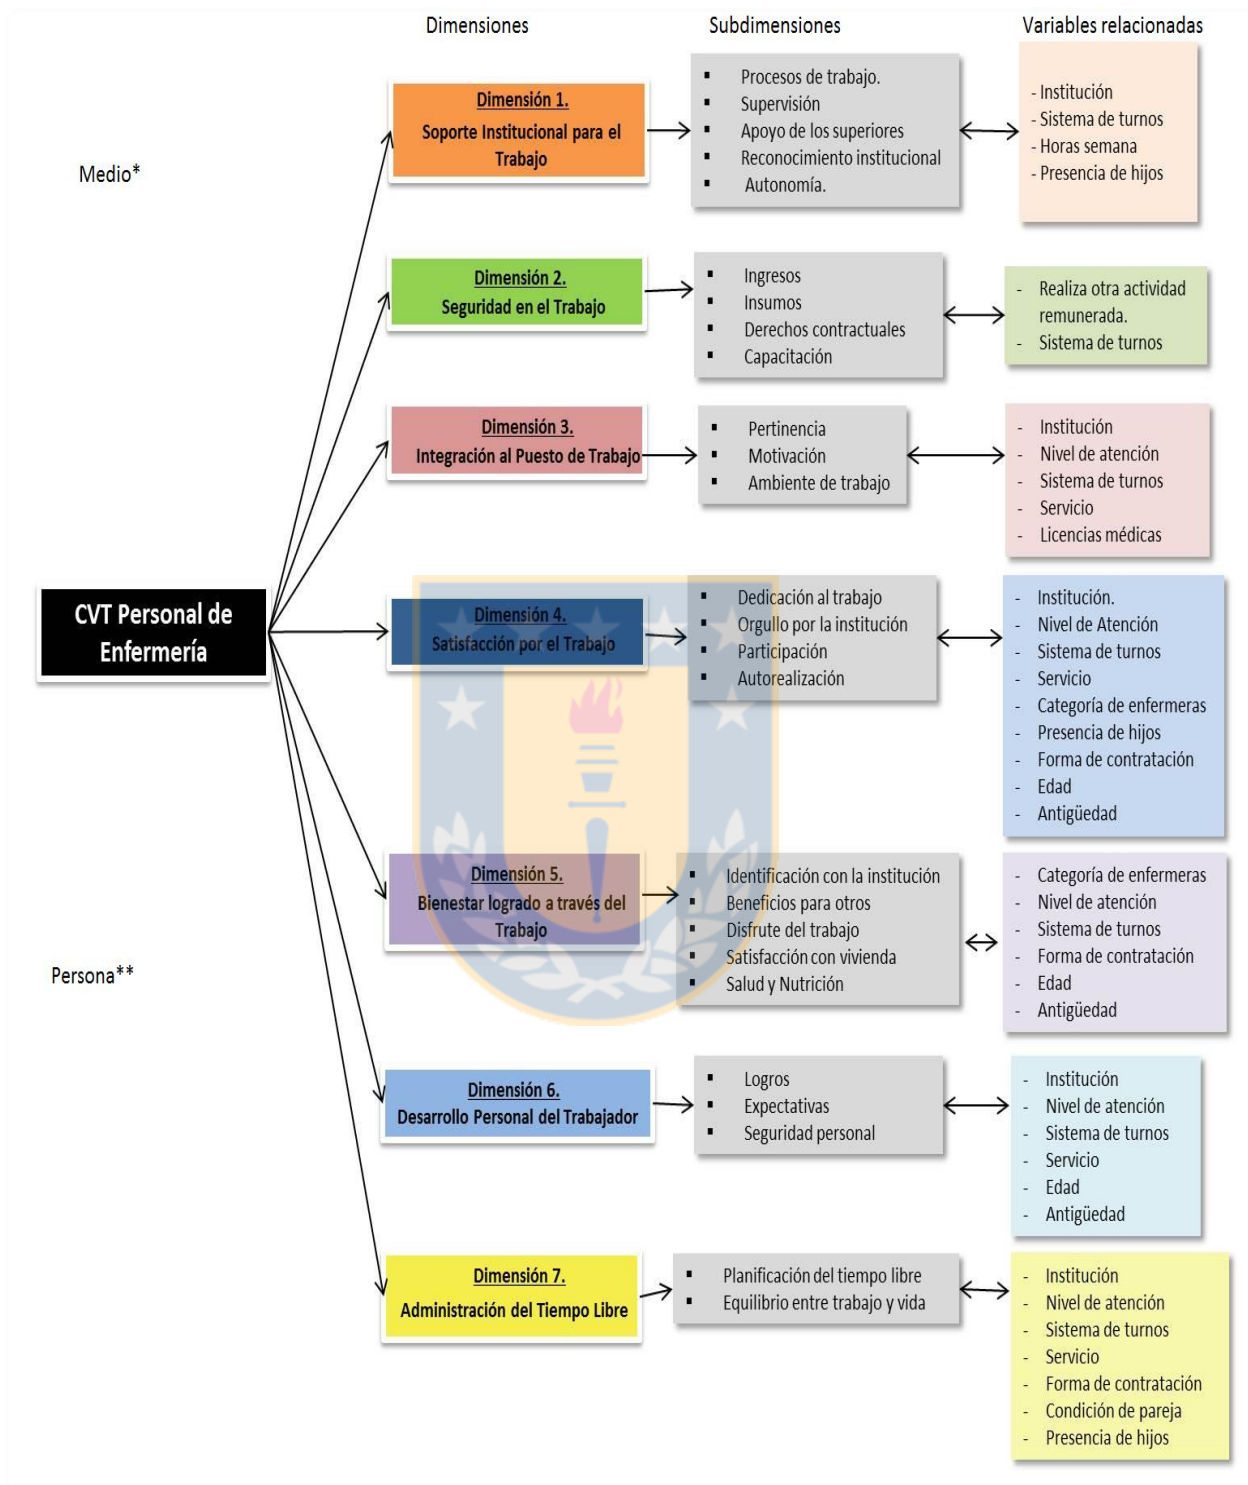 Dimensiones
Subdimensiones
Variables relacionadas
Medio*
Dimensión 1.
Soporte Institucional para el
Trabajo
▪ Procesos de trabajo.
▪ Supervisión
▪ Apoyo de los superiores
▪ Reconocimiento institucional
▪ Autonomía.
- Institución
- Sistema de turnos
- Horas semana
- Presencia de hijos
Dimensión 2.
Seguridad en el Trabajo
▪ Ingresos
▪ Insumos
▪ Derechos contractuales
▪ Capacitación
- Realiza otra actividad
remunerada.
- Sistema de turnos
Dimensión 3.
Integración al Puesto de Trabajo
▪ Pertinencia
▪ Motivación
▪ Ambiente de trabajo
- Institución
- Nivel de atención
- Sistema de turnos
- Servicio
- Licencias médicas
CVT Personal de
Enfermería
Dimensión 4.
Satisfacción por el Trabajo
▪ Dedicación al trabajo
▪ Orgullo por la institución
▪ Participación
▪ Autorealización
- Institución.
- Nivel de Atención
- Sistema de turnos
- Servicio
- Categoría de enfermeras
- Presencia de hijos
- Forma de contratación
- Edad
- Antigüedad
Persona**
Dimensión 5.
Bienestar logrado a través del
Trabajo
▪ Identificación con la institución
▪ Beneficios para otros
▪ Disfrute del trabajo
▪ Satisfacción con vivienda
▪ Salud y Nutrición
- Categoría de enfermeras
- Nivel de atención
- Sistema de turnos
- Forma de contratación
- Edad
- Antigüedad
Dimensión 6.
Desarrollo Personal del Trabajador
▪ Logros
▪ Expectativas
▪ Seguridad personal
- Institución
- Nivel de atención
- Sistema de turnos
- Servicio
- Edad
- Antigüedad
Dimensión 7.
Administración del Tiempo Libre
▪ Planificación del tiempo libre
▪ Equilibrio entre trabajo y vida
- Institución
- Nivel de atención
- Sistema de turnos
- Servicio
- Forma de contratación
- Condición de pareja
- Presencia de hijos